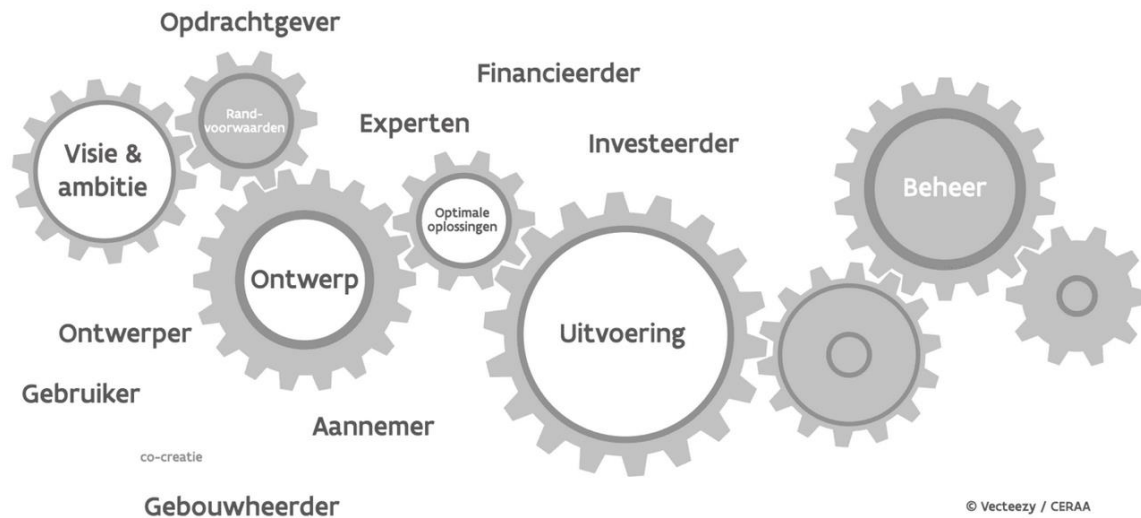 Opdrachtgever
Financieerder
Rand-
voorwaarden
Experten
Investeerder
Visie &
ambitie
Beheer
Optimale
oplossingen
Ontwerp
Ontwerper
Uitvoering
Gebruiker
Aannemer
co-creatie
Gebouwheerder
© Vecteezy / CERAA